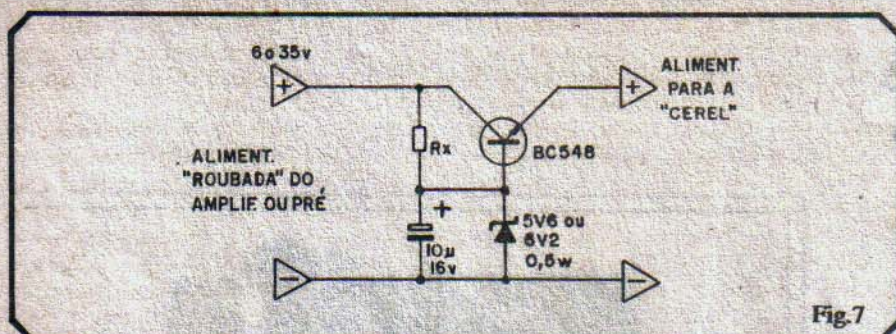 6 a 35v
+
ALIMENT.
"ROUBADA" DO
AMPLIF. OU PRÉ
Rx
BC548
+
ALIMENT.
PARA A
"CEREL"
+
10µ
16v
5V6 ou
6V2
0,5w
−
−
Fig.7